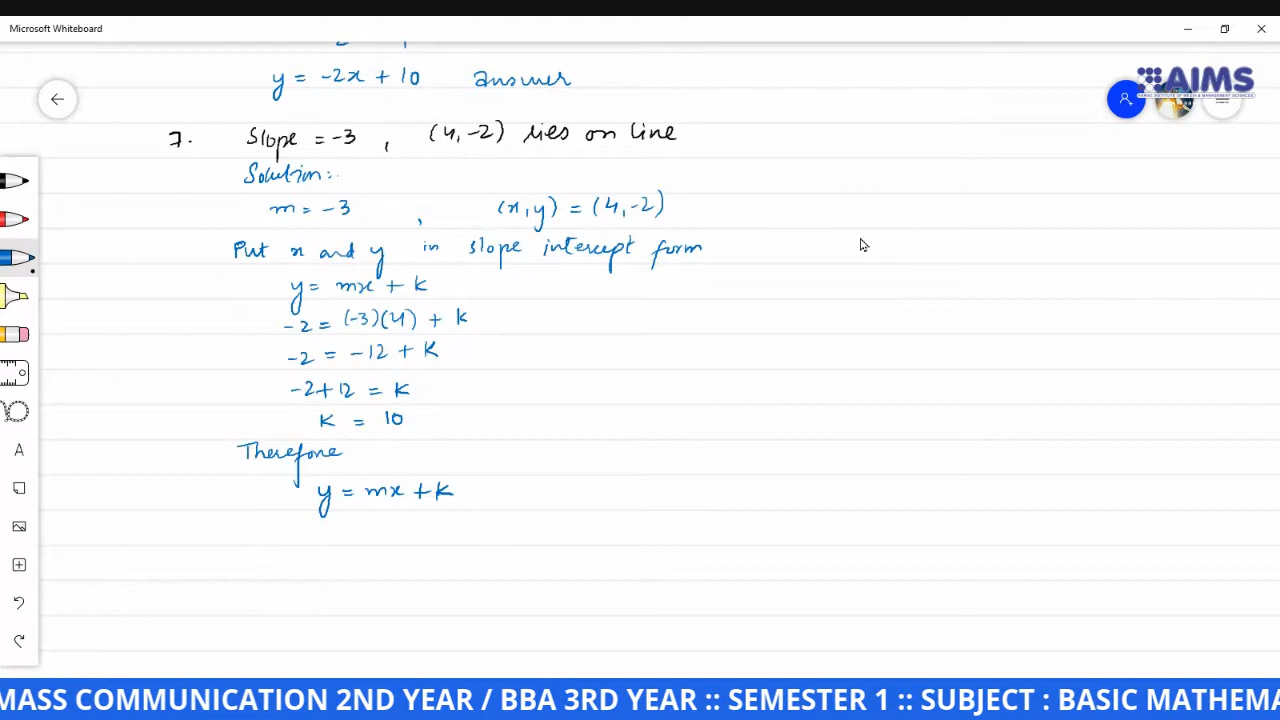 Microsoft Whiteboard
y = -2x + 10 answer
AIMS
7. Slope = -3 , (4,-2) lies on line
Solution:-
m = -3 , (x,y) = (4,-2)
Put x and y in slope intercept form
y = mx + k
-2 = (-3)(4) + k
-2 = -12 + k
-2+12 = k
k = 10
Therefore
y = mx + k
MASS COMMUNICATION 2ND YEAR / BBA 3RD YEAR :: SEMESTER 1 :: SUBJECT : BASIC MATHEMA